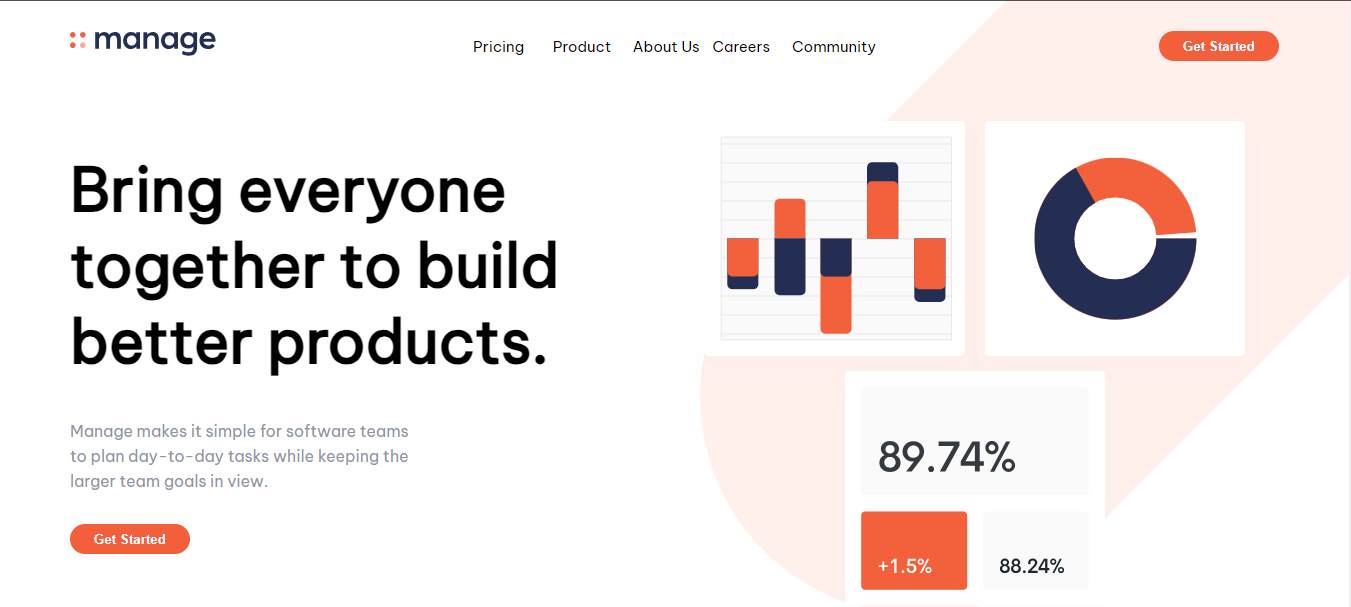 manage
Pricing Product About Us Careers Community
Get Started
Bring everyone
together to build
better products.
Manage makes it simple for software teams
to plan day-to-day tasks while keeping the
larger team goals in view.
Get Started
89.74%
+1.5%
88.24%